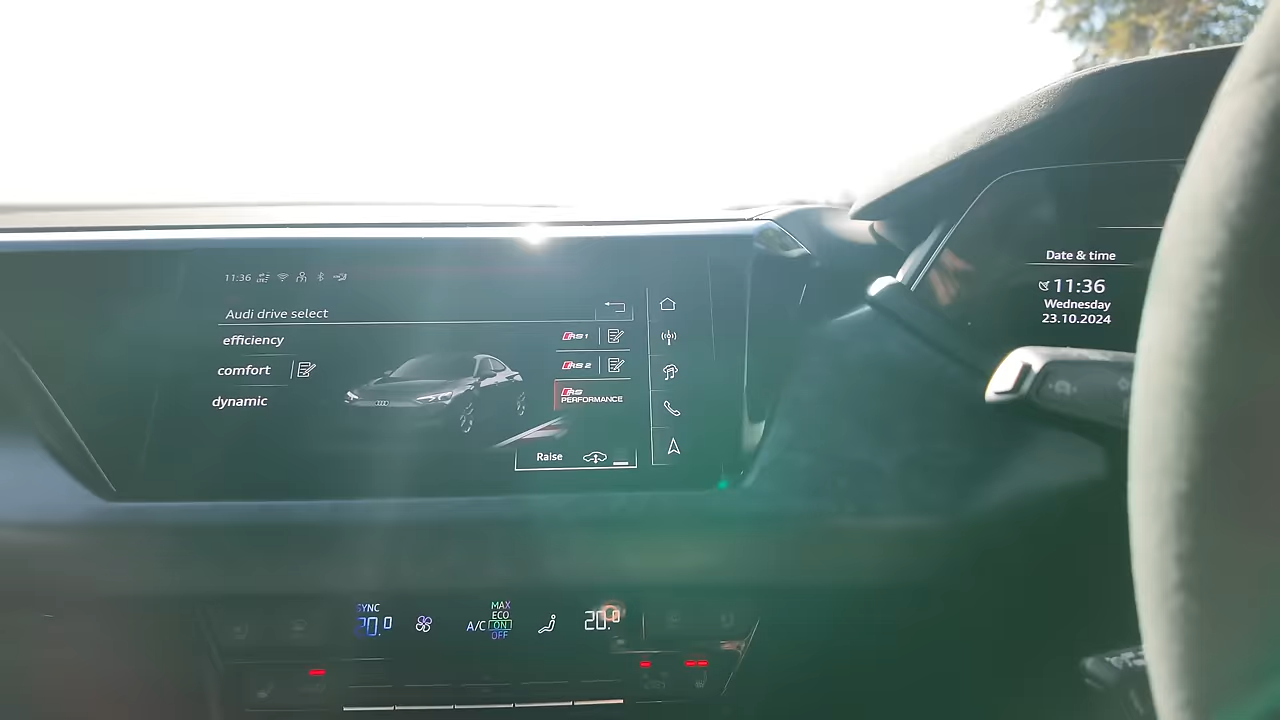 11:36
Audi drive select
efficiency
comfort
dynamic
RS 1
RS 2
RS
PERFORMANCE
Raise
Date & time
11:36
Wednesday
23.10.2024
SYNC
20.0
A/C
MAX
ECO
ON
OFF
20.0